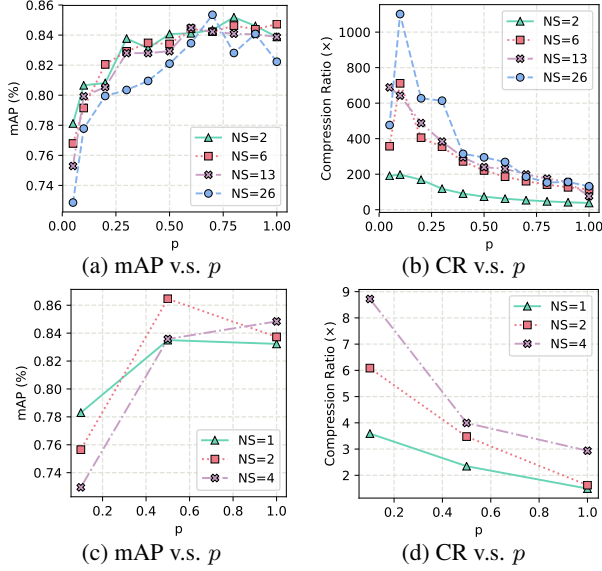 0.86
0.84
0.82
0.80
0.78
0.76
0.74
mAP (%)
0.00 0.25 0.50 0.75 1.00
p
NS=2
NS=6
NS=13
NS=26
(a) mAP v.s. p
1000
800
600
400
200
0
Compression Ratio (×)
0.00 0.25 0.50 0.75 1.00
p
NS=2
NS=6
NS=13
NS=26
(b) CR v.s. p
0.86
0.84
0.82
0.80
0.78
0.76
0.74
mAP (%)
0.2 0.4 0.6 0.8 1.0
p
NS=1
NS=2
NS=4
(c) mAP v.s. p
9
8
7
6
5
4
3
2
Compression Ratio (×)
0.2 0.4 0.6 0.8 1.0
p
NS=1
NS=2
NS=4
(d) CR v.s. p